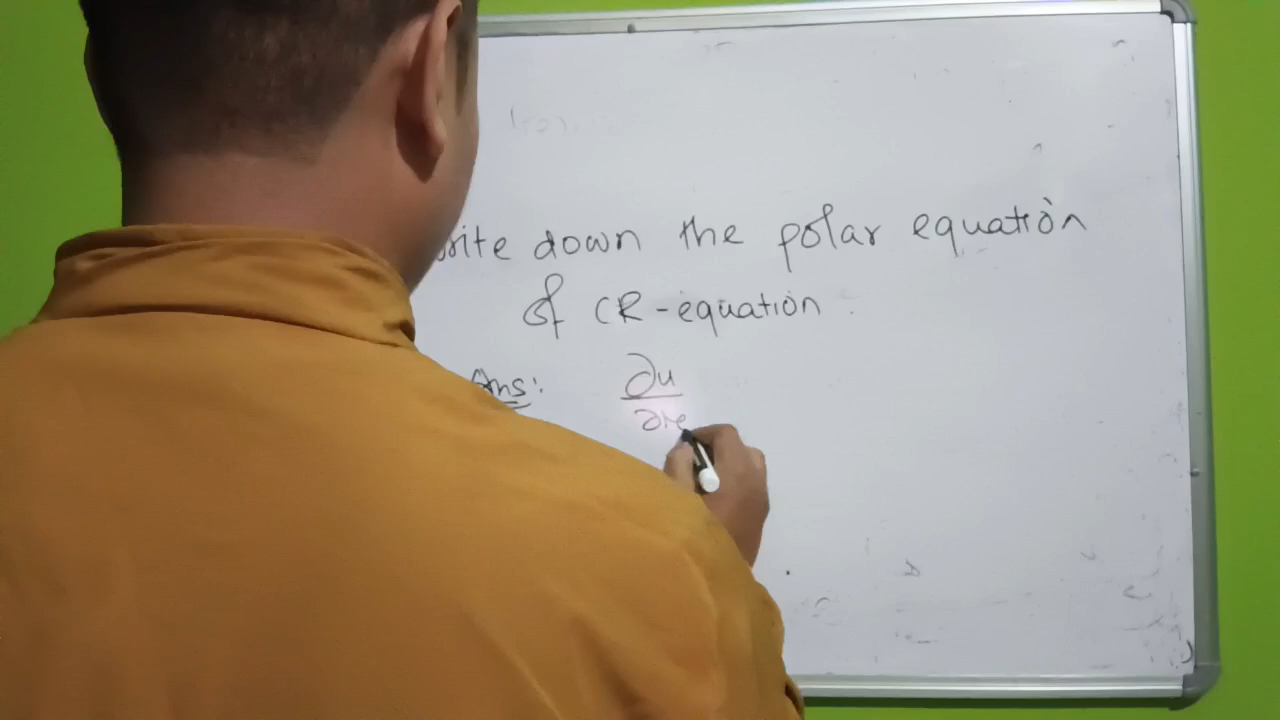 write down the polar equation
of CR-equation.
Ans: ∂u
∂r